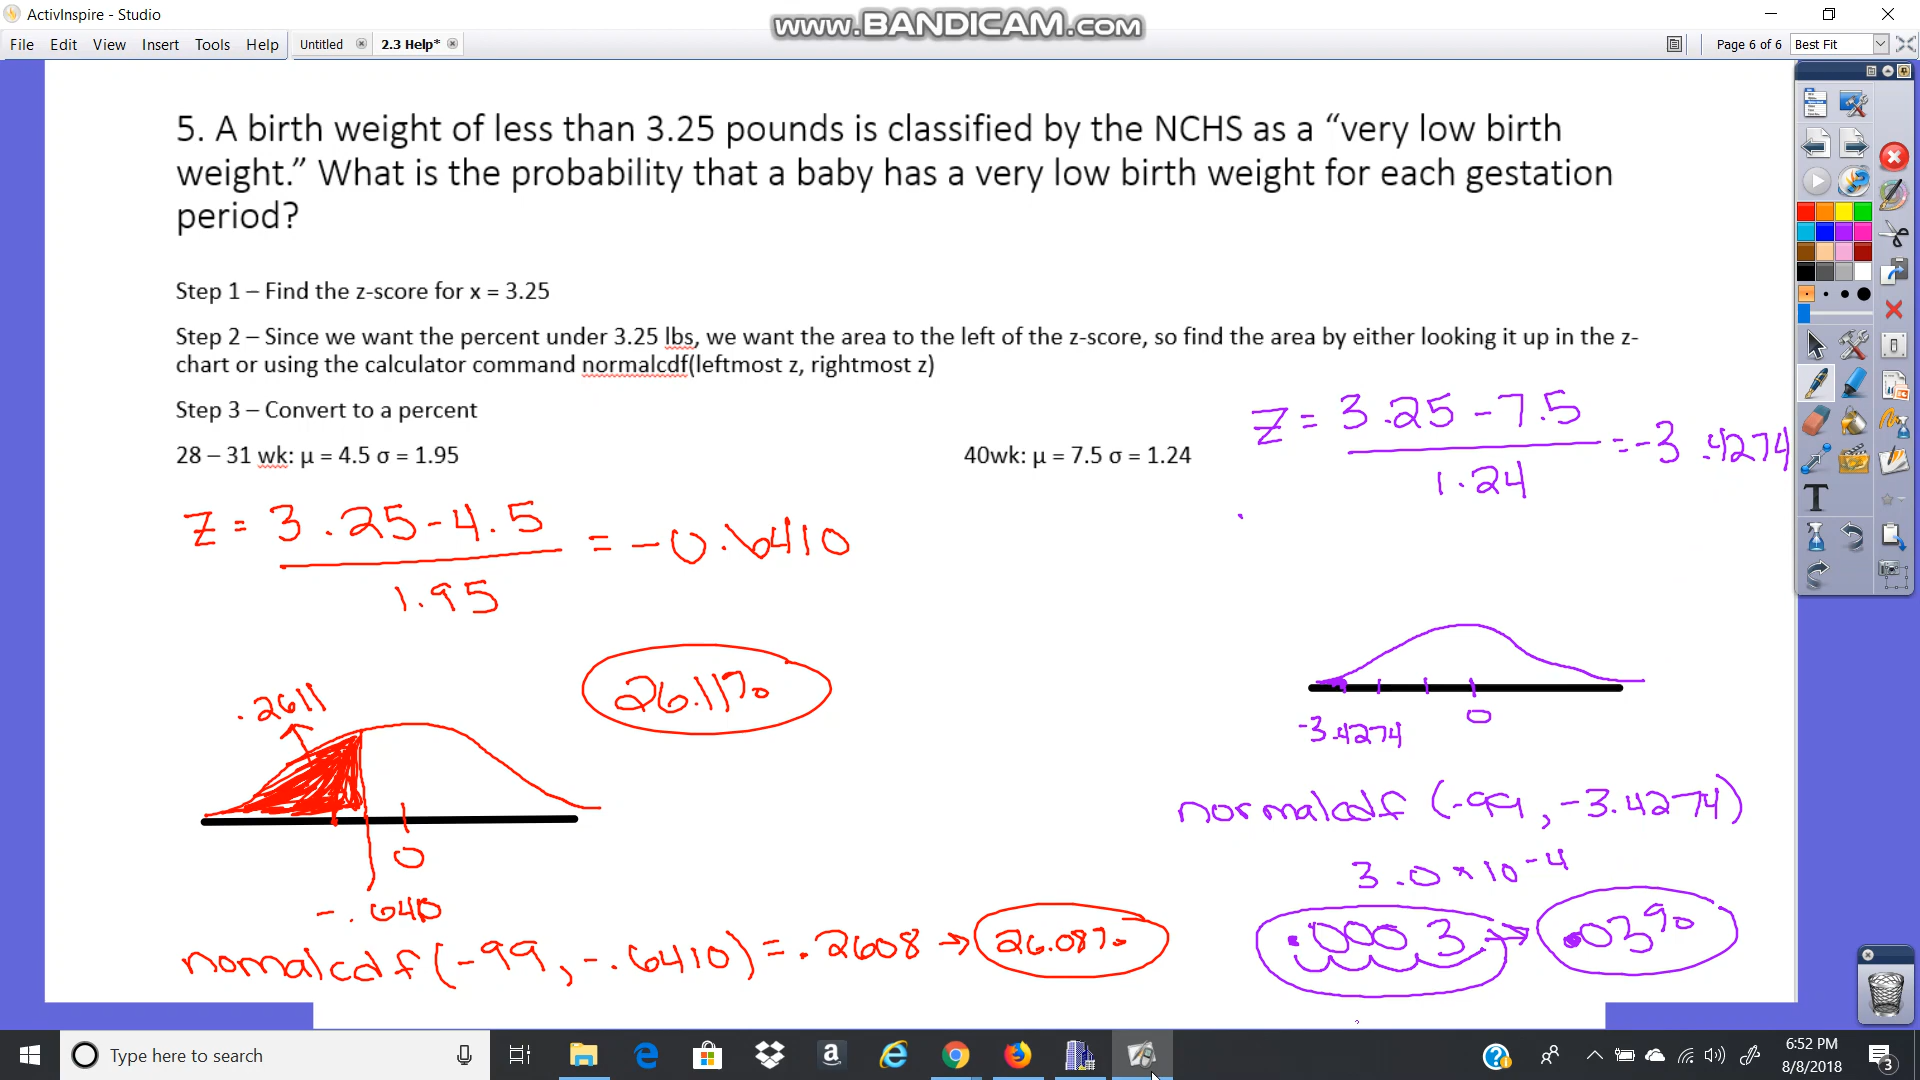 ActivInspire - Studio
www.BANDICAM.com
File Edit View Insert Tools Help Untitled 2.3 Help* Page 6 of 6 Best Fit
5. A birth weight of less than 3.25 pounds is classified by the NCHS as a “very low birth
weight.” What is the probability that a baby has a very low birth weight for each gestation
period?
Step 1 – Find the z-score for x = 3.25
Step 2 – Since we want the percent under 3.25 lbs, we want the area to the left of the z-score, so find the area by either looking it up in the z-
chart or using the calculator command normalcdf(leftmost z, rightmost z)
Step 3 – Convert to a percent
28 – 31 wk: μ = 4.5 σ = 1.95
z = 3.25-4.5
1.95
= -0.6410
26.11%
.2611
0
-.640
nomalcdf(-99, -.6410) = .2608 → 26.08%
40wk: μ = 7.5 σ = 1.24
z = 3.25-7.5
1.24
= -3.4274
0
-3.4274
normalcdf (-99, -3.4274)
3.0 × 10-4
.0003 → .03%
T
Type here to search
6:52 PM
8/8/2018
3